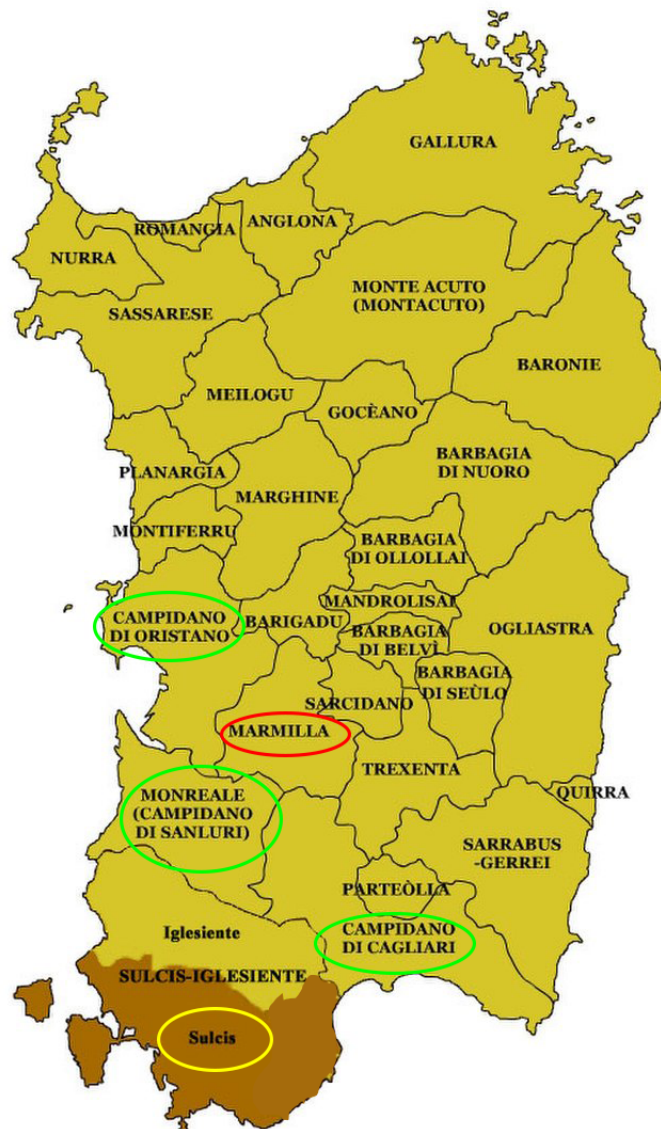 GALLURA
ROMANGIA
ANGLONA
NURRA
MONTE ACUTO
(MONTACUTO)
SASSARESE
BARONIE
MEILOGU
GOCÈANO
BARBAGIA
DI NUORO
PLANARGIA
MARGHINE
MONTIFERRU
BARBAGIA
DI OLLOLLAI
MANDROLISAI
CAMPIDANO
DI ORISTANO
BARIGADU
BARBAGIA
DI BELVÌ
OGLIASTRA
BARBAGIA
DI SEÙLO
SARCIDANO
MARMILLA
TREXENTA
QUIRRA
MONREALE
(CAMPIDANO
DI SANLURI)
SARRABUS
-GERREI
PARTEÒLLA
Iglesiente
CAMPIDANO
DI CAGLIARI
SULCIS-IGLESIENTE
Sulcis